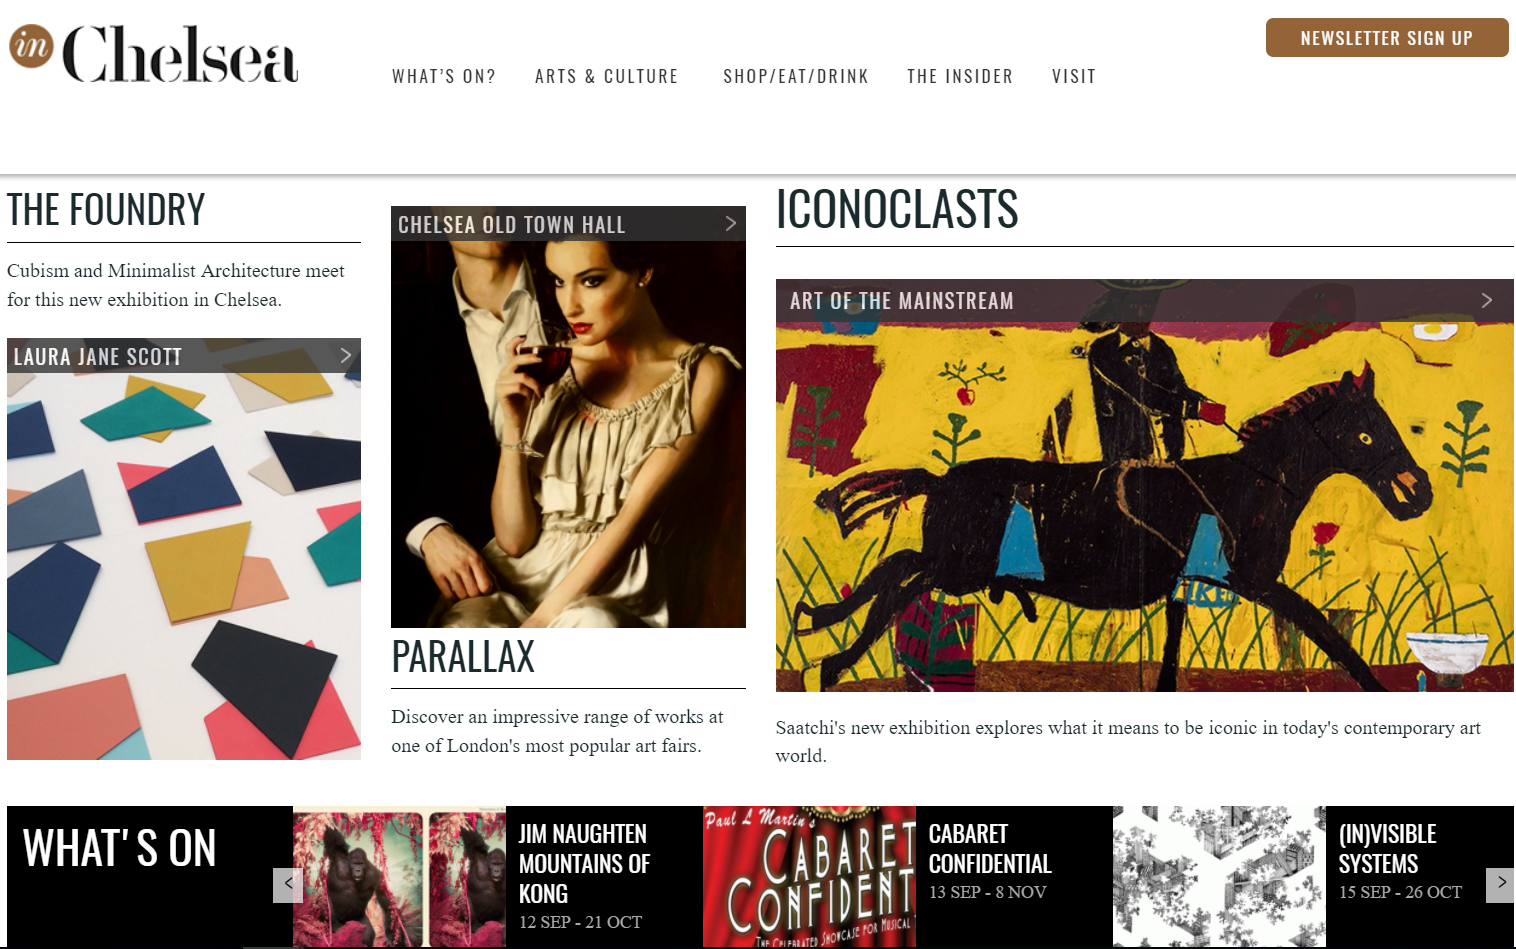 in Chelsea
NEWSLETTER SIGN UP
WHAT'S ON?
ARTS & CULTURE
SHOP/EAT/DRINK
THE INSIDER
VISIT
THE FOUNDRY
Cubism and Minimalist Architecture meet
for this new exhibition in Chelsea.
LAURA JANE SCOTT
CHELSEA OLD TOWN HALL
PARALLAX
Discover an impressive range of works at
one of London's most popular art fairs.
ICONOCLASTS
ART OF THE MAINSTREAM
Saatchi's new exhibition explores what it means to be iconic in today's contemporary art
world.
WHAT'S ON
JIM NAUGHTEN
MOUNTAINS OF
KONG
12 SEP - 21 OCT
Paul L Martin's
CABARET
CONFIDENT
THE CELEBRATED SHOWCASE FOR MUSICAL
CABARET
CONFIDENTIAL
13 SEP - 8 NOV
(IN)VISIBLE
SYSTEMS
15 SEP - 26 OCT